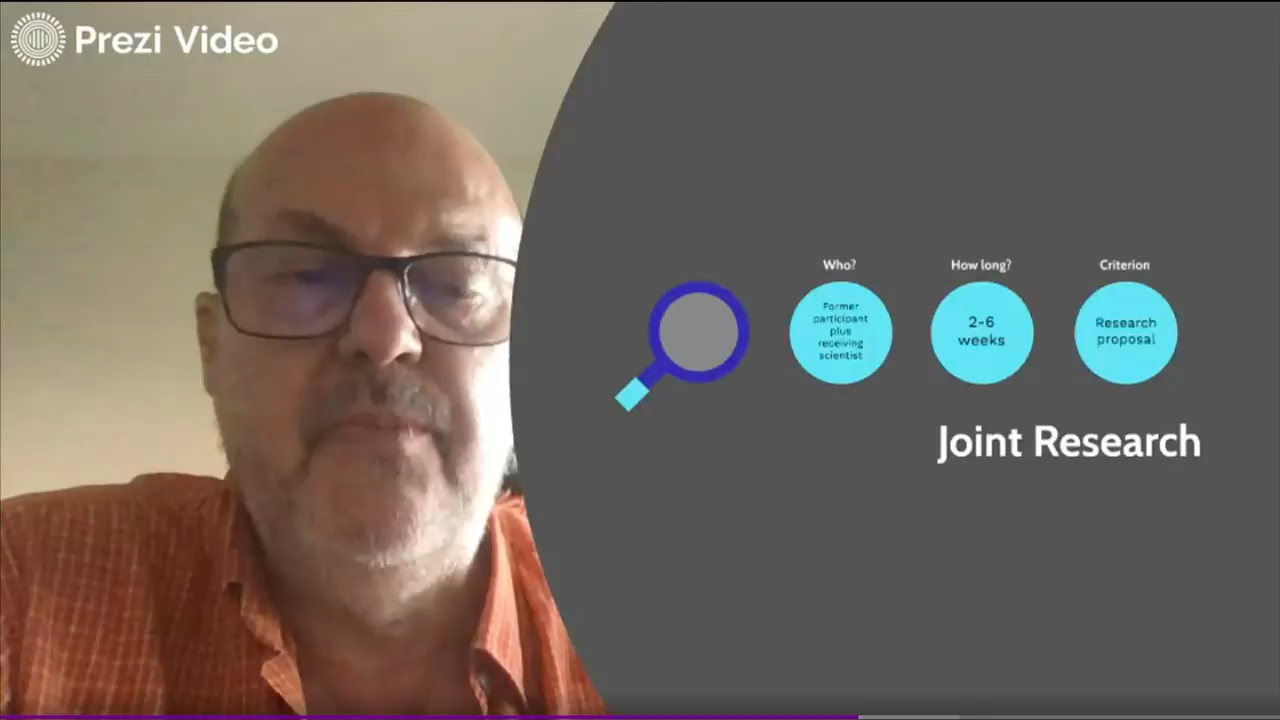 Prezi Video
Who?
Former
participant
plus
receiving
scientist
How long?
2-6
weeks
Criterion
Research
proposal
Joint Research